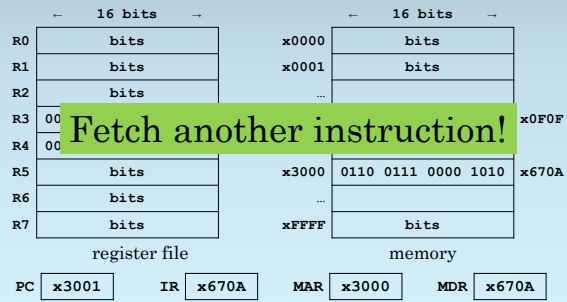 ← 16 bits → ← 16 bits →
R0 bits x0000 bits
R1 bits x0001 bits
R2 bits …
R3 00 x0F0F
Fetch another instruction!
R4 00
R5 bits x3000 0110 0111 0000 1010 x670A
R6 bits …
R7 bits xFFFF bits
register file memory
PC x3001 IR x670A MAR x3000 MDR x670A